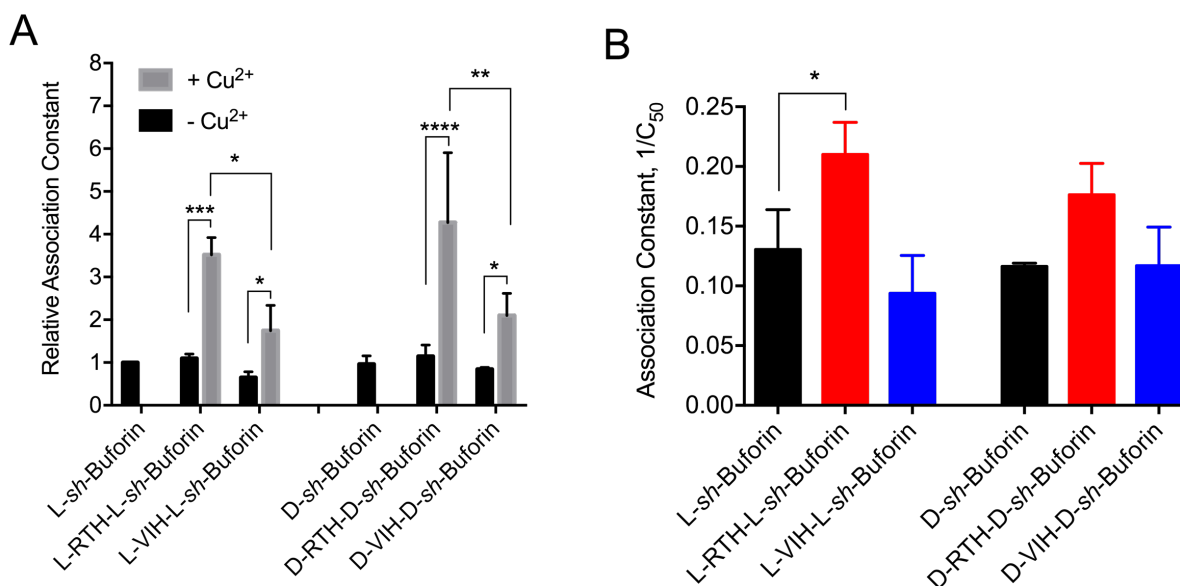 A
Relative Association Constant
8
7
6
5
4
3
2
1
0
+ Cu²⁺
- Cu²⁺
***
*
*
****
**
*
L-sh-Buforin
L-RTH-L-sh-Buforin
L-VIH-L-sh-Buforin
D-sh-Buforin
D-RTH-D-sh-Buforin
D-VIH-D-sh-Buforin
B
Association Constant, 1/C₅₀
0.25
0.20
0.15
0.10
0.05
0.00
*
L-sh-Buforin
L-RTH-L-sh-Buforin
L-VIH-L-sh-Buforin
D-sh-Buforin
D-RTH-D-sh-Buforin
D-VIH-D-sh-Buforin